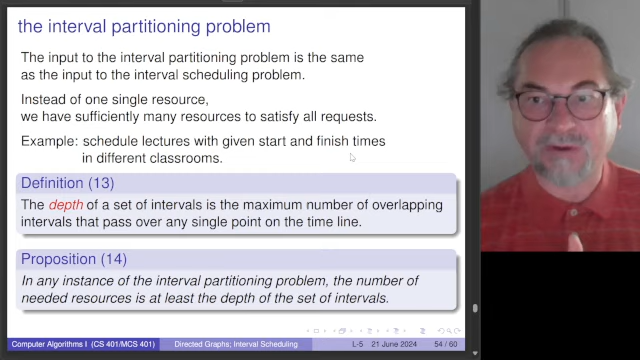 the interval partitioning problem
The input to the interval partitioning problem is the same
as the input to the interval scheduling problem.
Instead of one single resource,
we have sufficiently many resources to satisfy all requests.
Example: schedule lectures with given start and finish times
in different classrooms.
Definition (13)
The depth of a set of intervals is the maximum number of overlapping
intervals that pass over any single point on the time line.
Proposition (14)
In any instance of the interval partitioning problem, the number of
needed resources is at least the depth of the set of intervals.
Computer Algorithms I (CS 401/MCS 401) Directed Graphs; Interval Scheduling L-5 21 June 2024 54 / 60